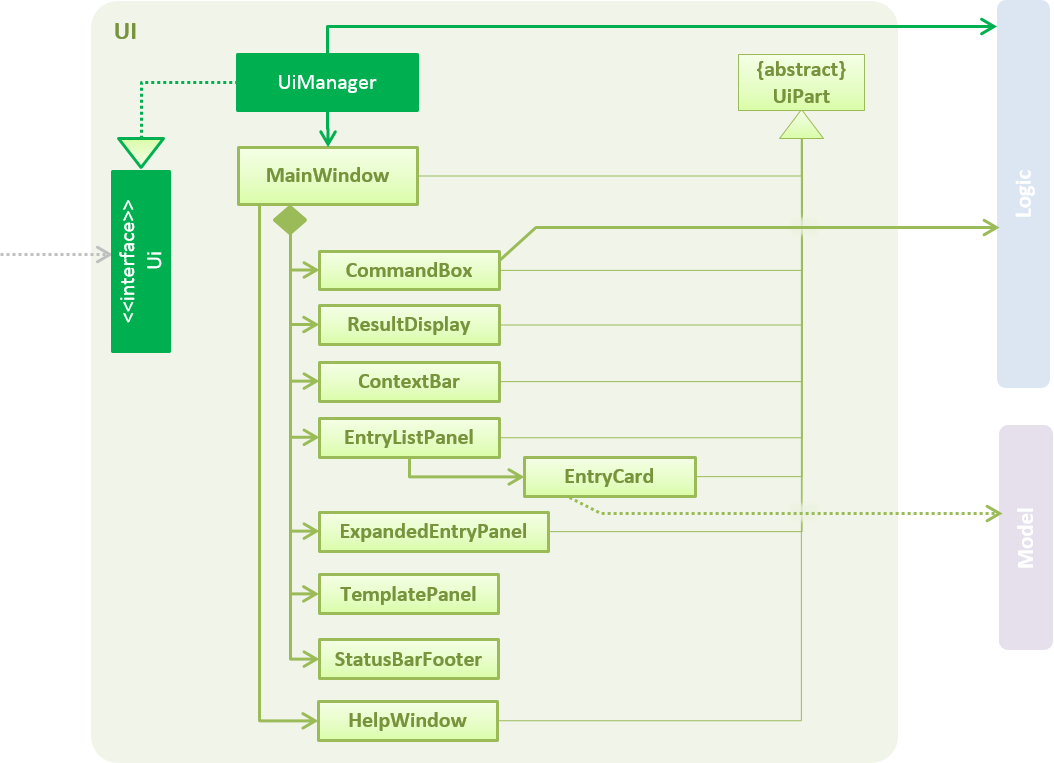 UI
UiManager
{abstract}
UiPart
MainWindow
<<interface>>
Ui
Logic
CommandBox
ResultDisplay
ContextBar
EntryListPanel
EntryCard
ExpandedEntryPanel
Model
TemplatePanel
StatusBarFooter
HelpWindow